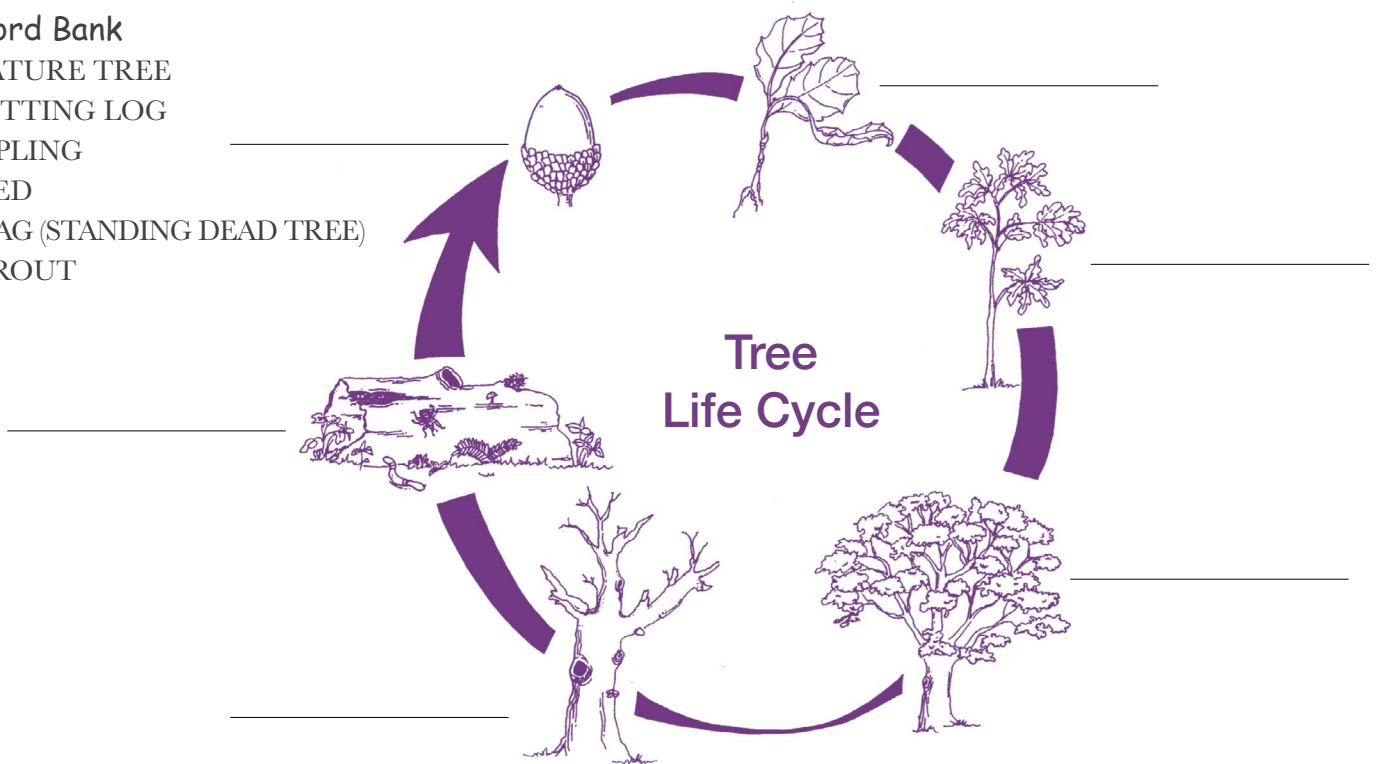 ord Bank
ATURE TREE
TTING LOG
PLING
ED
AG (STANDING DEAD TREE)
ROUT
Tree
Life Cycle